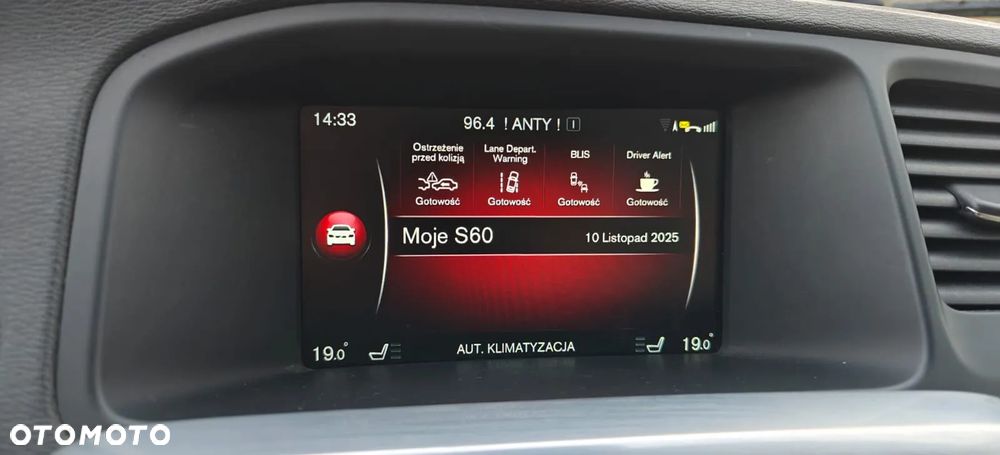 14:33
96.4 ! ANTY ! I
Ostrzeżenie
przed kolizją
Gotowość
Lane Depart.
Warning
Gotowość
BLIS
Gotowość
Driver Alert
Gotowość
Moje S60
10 Listopad 2025
19.0°
AUT. KLIMATYZACJA
19.0°
OTOMOTO